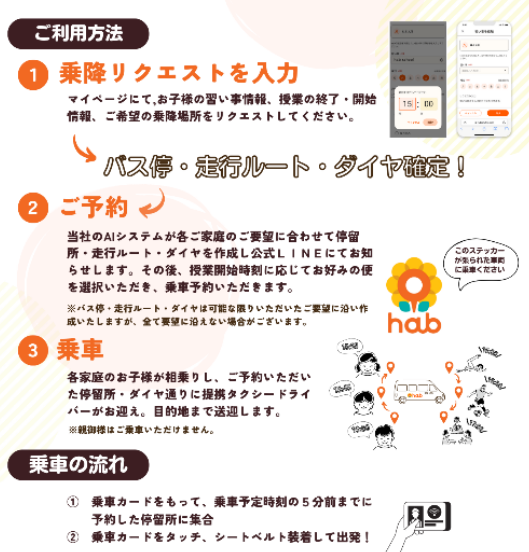 ご利用方法
1 乗降リクエストを入力
マイページにて､お子様の習い事情報、授業の終了・開始
情報、ご希望の乗降場所をリクエストしてください。
15 : 00
バス停・走行ルート・ダイヤ確定！
2 ご予約
当社のAIシステムが各ご家庭のご要望に合わせて停留
所・走行ルート・ダイヤを作成し公式ＬＩＮＥにてお知
らせします。その後、授業開始時刻に応じてお好みの便
を選択いただき、乗車予約いただきます。
※バス停・走行ルート・ダイヤは可能な限りいただいたご要望に沿い作
成いたしますが、全て要望に沿えない場合がございます。
このステッカー
が張られた車両
に乗車ください
hab
3 乗車
各家庭のお子様が相乗りし、ご予約いただい
た停留所・ダイヤ通りに提携タクシードライ
バーがお迎え。目的地まで送迎します。
※親御様はご乗車いただけません。
hab
乗車の流れ
① 乗車カードをもって、乗車予定時刻の５分前までに
予約した停留所に集合
② 乗車カードをタッチ、シートベルト装着して出発！